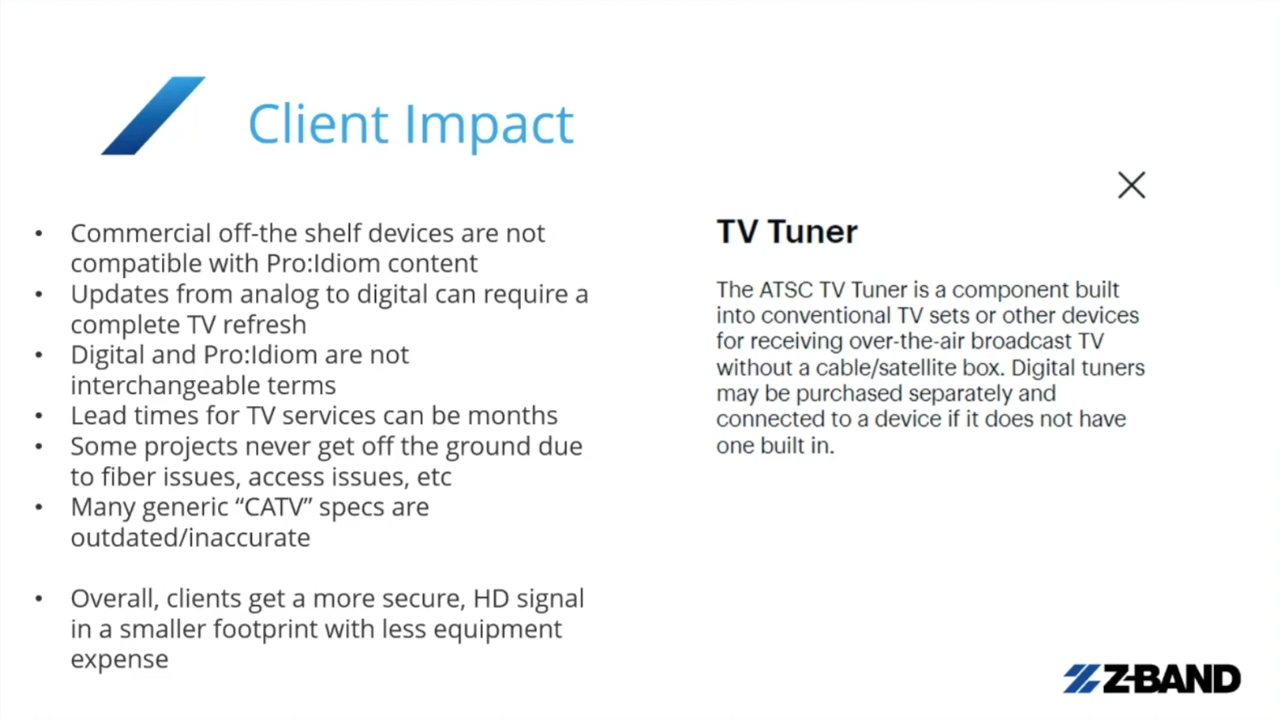 Client Impact
• Commercial off-the shelf devices are not
compatible with Pro:Idiom content
• Updates from analog to digital can require a
complete TV refresh
• Digital and Pro:Idiom are not
interchangeable terms
• Lead times for TV services can be months
• Some projects never get off the ground due
to fiber issues, access issues, etc
• Many generic “CATV” specs are
outdated/inaccurate
• Overall, clients get a more secure, HD signal
in a smaller footprint with less equipment
expense
TV Tuner
The ATSC TV Tuner is a component built
into conventional TV sets or other devices
for receiving over-the-air broadcast TV
without a cable/satellite box. Digital tuners
may be purchased separately and
connected to a device if it does not have
one built in.
Z-BAND